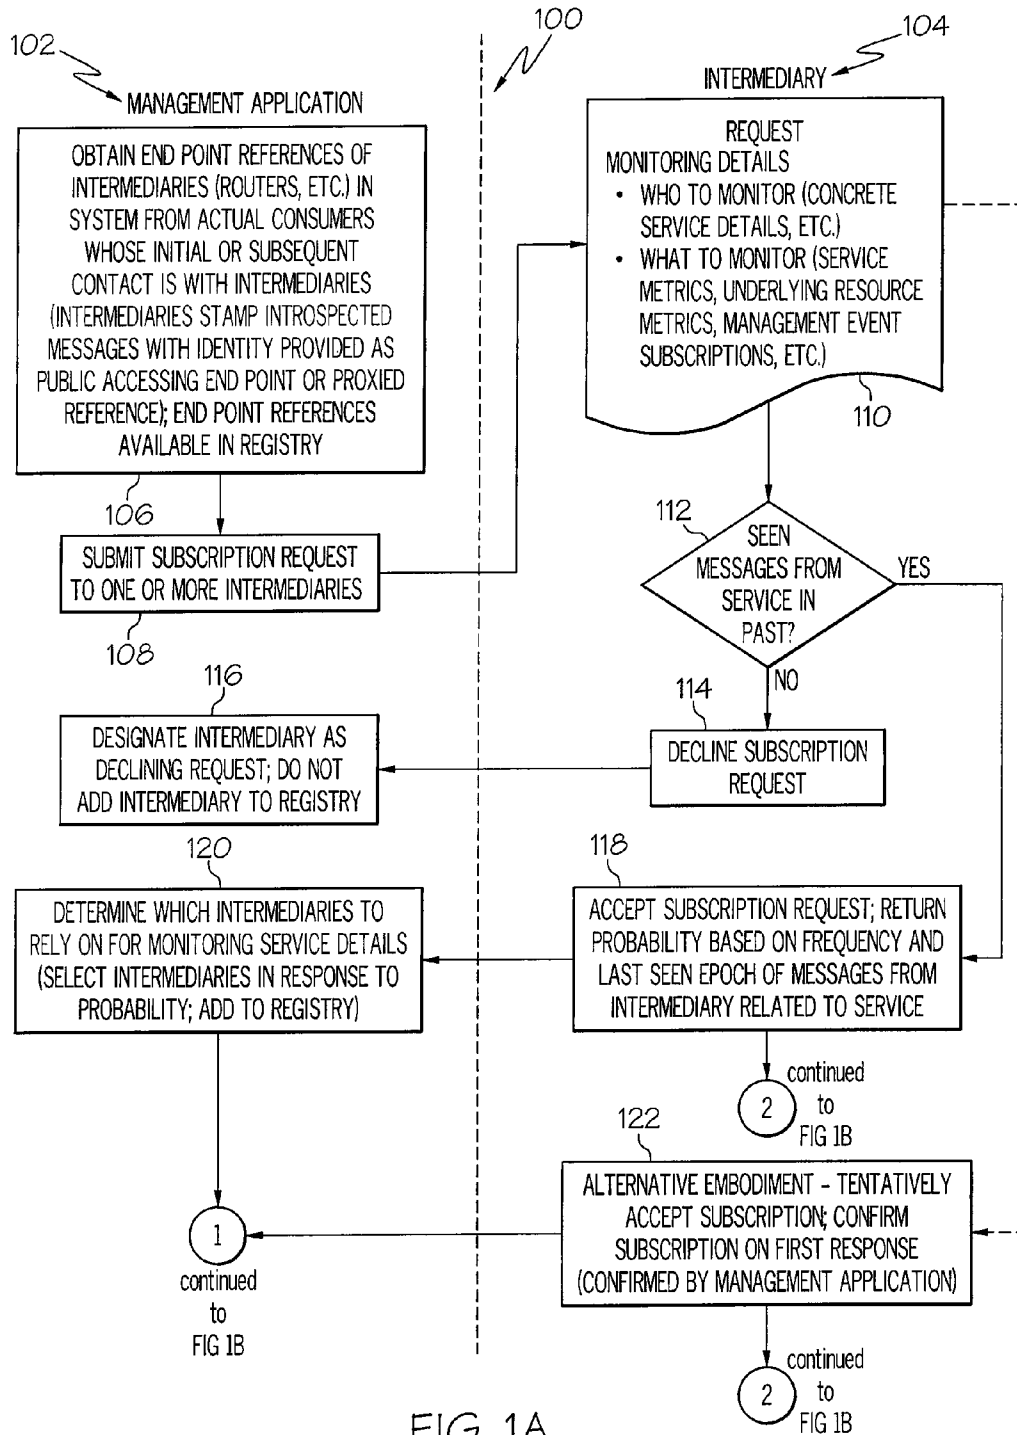 100
102
104
MANAGEMENT APPLICATION
INTERMEDIARY
OBTAIN END POINT REFERENCES OF
INTERMEDIARIES (ROUTERS, ETC.) IN
SYSTEM FROM ACTUAL CONSUMERS
WHOSE INITIAL OR SUBSEQUENT
CONTACT IS WITH INTERMEDIARIES
(INTERMEDIARIES STAMP INTROSPECTED
MESSAGES WITH IDENTITY PROVIDED AS
PUBLIC ACCESSING END POINT OR PROXIED
REFERENCE); END POINT REFERENCES
AVAILABLE IN REGISTRY
106
REQUEST
MONITORING DETAILS
• WHO TO MONITOR (CONCRETE
SERVICE DETAILS, ETC.)
• WHAT TO MONITOR (SERVICE
METRICS, UNDERLYING RESOURCE
METRICS, MANAGEMENT EVENT
SUBSCRIPTIONS, ETC.)
110
SUBMIT SUBSCRIPTION REQUEST
TO ONE OR MORE INTERMEDIARIES
108
112
SEEN
MESSAGES FROM
SERVICE IN
PAST?
YES
NO
114
DECLINE SUBSCRIPTION
REQUEST
116
DESIGNATE INTERMEDIARY AS
DECLINING REQUEST; DO NOT
ADD INTERMEDIARY TO REGISTRY
118
ACCEPT SUBSCRIPTION REQUEST; RETURN
PROBABILITY BASED ON FREQUENCY AND
LAST SEEN EPOCH OF MESSAGES FROM
INTERMEDIARY RELATED TO SERVICE
120
DETERMINE WHICH INTERMEDIARIES TO
RELY ON FOR MONITORING SERVICE DETAILS
(SELECT INTERMEDIARIES IN RESPONSE TO
PROBABILITY; ADD TO REGISTRY)
2
continued
to
FIG 1B
122
ALTERNATIVE EMBODIMENT - TENTATIVELY
ACCEPT SUBSCRIPTION; CONFIRM
SUBSCRIPTION ON FIRST RESPONSE
(CONFIRMED BY MANAGEMENT APPLICATION)
1
continued
to
FIG 1B
2
continued
to
FIG 1B
FIG. 1A